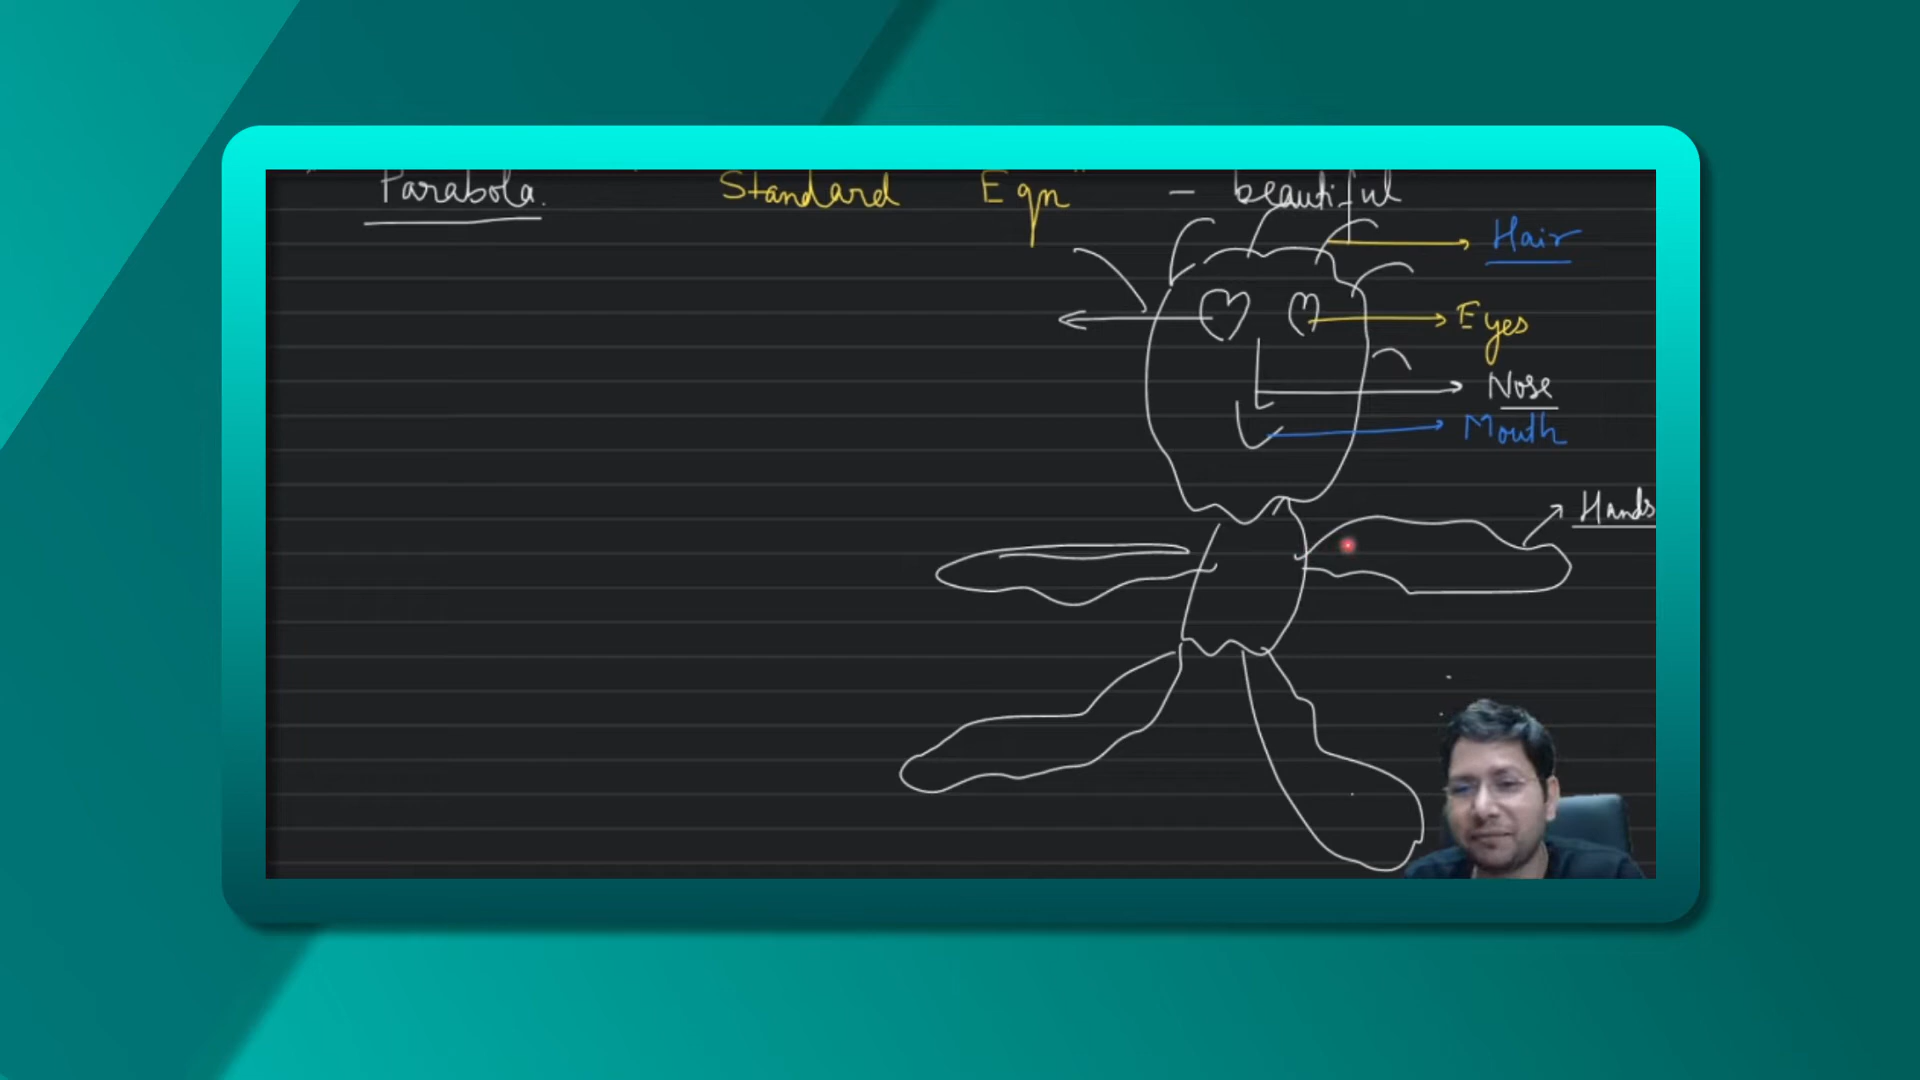 Parabola. Standard Eqn" - beautiful
Hair
Eyes
Nose
Mouth
Hands